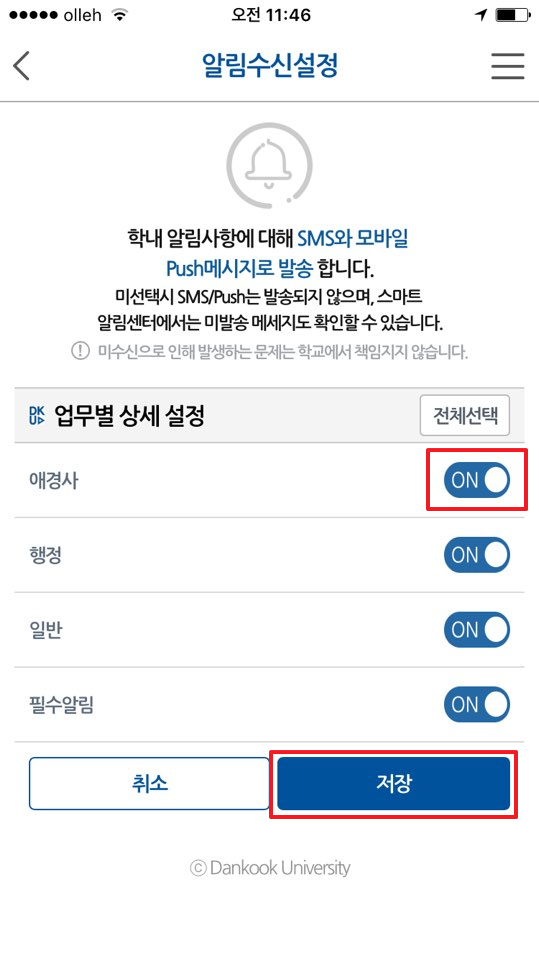 olleh 오전 11:46
알림수신설정
학내 알림사항에 대해 SMS와 모바일
Push메시지로 발송 합니다.
미선택시 SMS/Push는 발송되지 않으며, 스마트
알림센터에서는 미발송 메세지도 확인할 수 있습니다.
! 미수신으로 인해 발생하는 문제는 학교에서 책임지지 않습니다.
DKU 업무별 상세 설정 전체선택
애경사 ON
행정 ON
일반 ON
필수알림 ON
취소 저장
ⓒ Dankook University